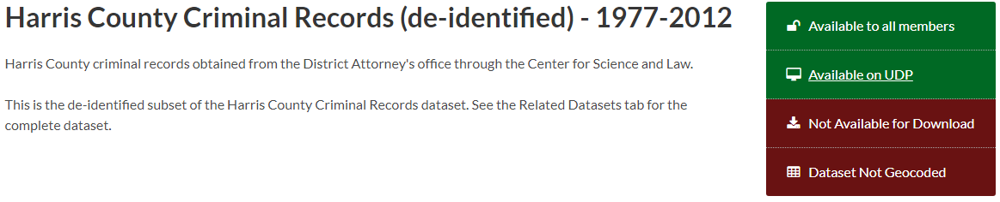 Harris County Criminal Records (de-identified) - 1977-2012
Harris County criminal records obtained from the District Attorney's office through the Center for Science and Law.
This is the de-identified subset of the Harris County Criminal Records dataset. See the Related Datasets tab for the
complete dataset.
Available to all members
Available on UDP
Not Available for Download
Dataset Not Geocoded